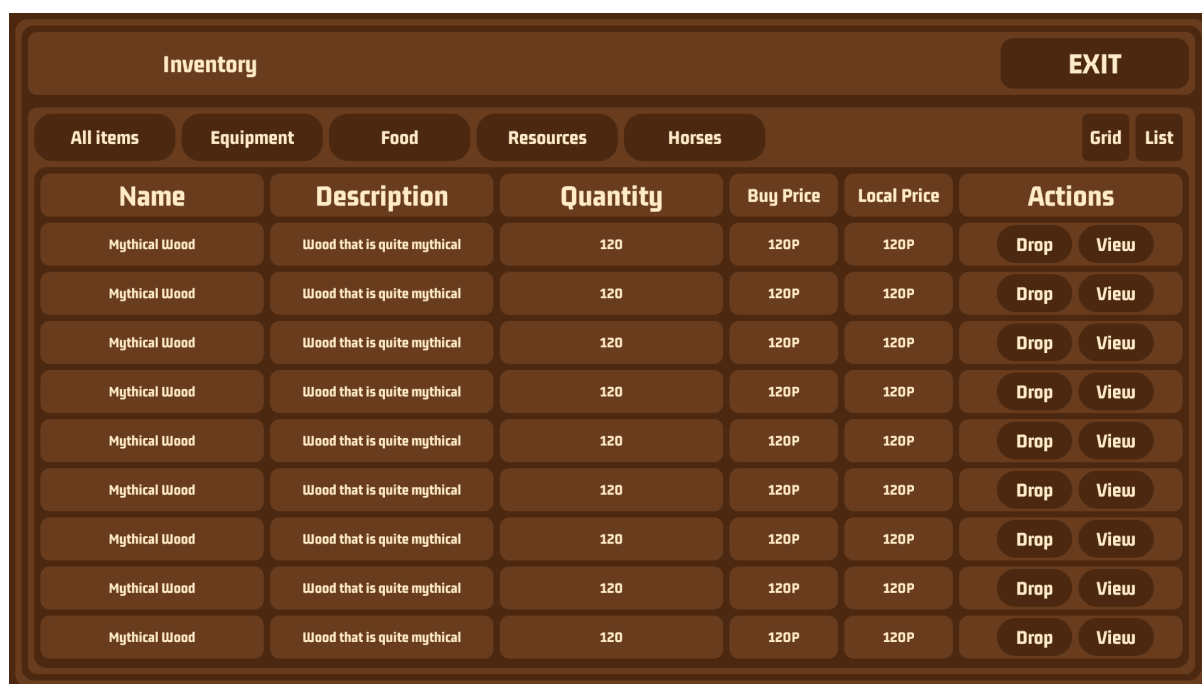 Inventory EXIT
All items Equipment Food Resources Horses Grid List
Name Description Quantity Buy Price Local Price Actions
Mythical Wood Wood that is quite mythical 120 120P 120P Drop View
Mythical Wood Wood that is quite mythical 120 120P 120P Drop View
Mythical Wood Wood that is quite mythical 120 120P 120P Drop View
Mythical Wood Wood that is quite mythical 120 120P 120P Drop View
Mythical Wood Wood that is quite mythical 120 120P 120P Drop View
Mythical Wood Wood that is quite mythical 120 120P 120P Drop View
Mythical Wood Wood that is quite mythical 120 120P 120P Drop View
Mythical Wood Wood that is quite mythical 120 120P 120P Drop View
Mythical Wood Wood that is quite mythical 120 120P 120P Drop View